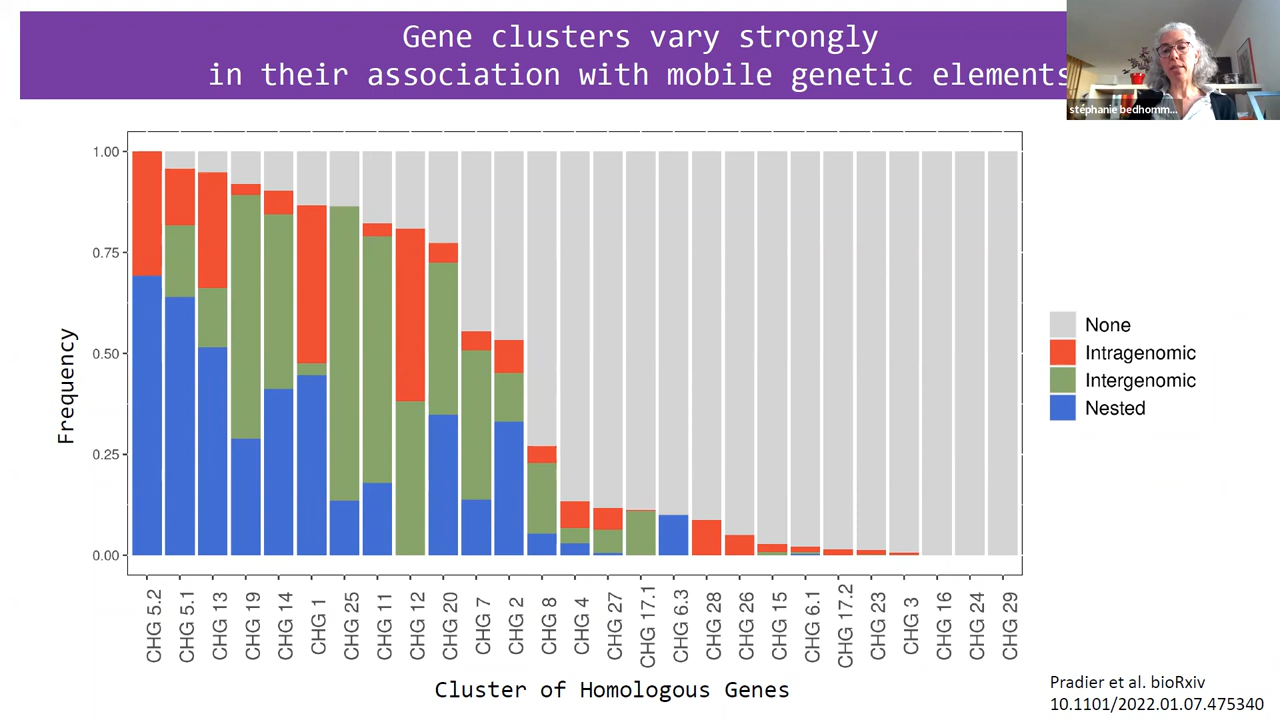 Gene clusters vary strongly
in their association with mobile genetic elements
stéphanie bedhomm...
1.00
0.75
0.50
0.25
0.00
Frequency
CHG 5.2
CHG 5.1
CHG 13
CHG 19
CHG 14
CHG 1
CHG 25
CHG 11
CHG 12
CHG 20
CHG 7
CHG 2
CHG 8
CHG 4
CHG 27
CHG 17.1
CHG 6.3
CHG 28
CHG 26
CHG 15
CHG 6.1
CHG 17.2
CHG 23
CHG 3
CHG 16
CHG 24
CHG 29
Cluster of Homologous Genes
None
Intragenomic
Intergenomic
Nested
Pradier et al. bioRxiv
10.1101/2022.01.07.475340